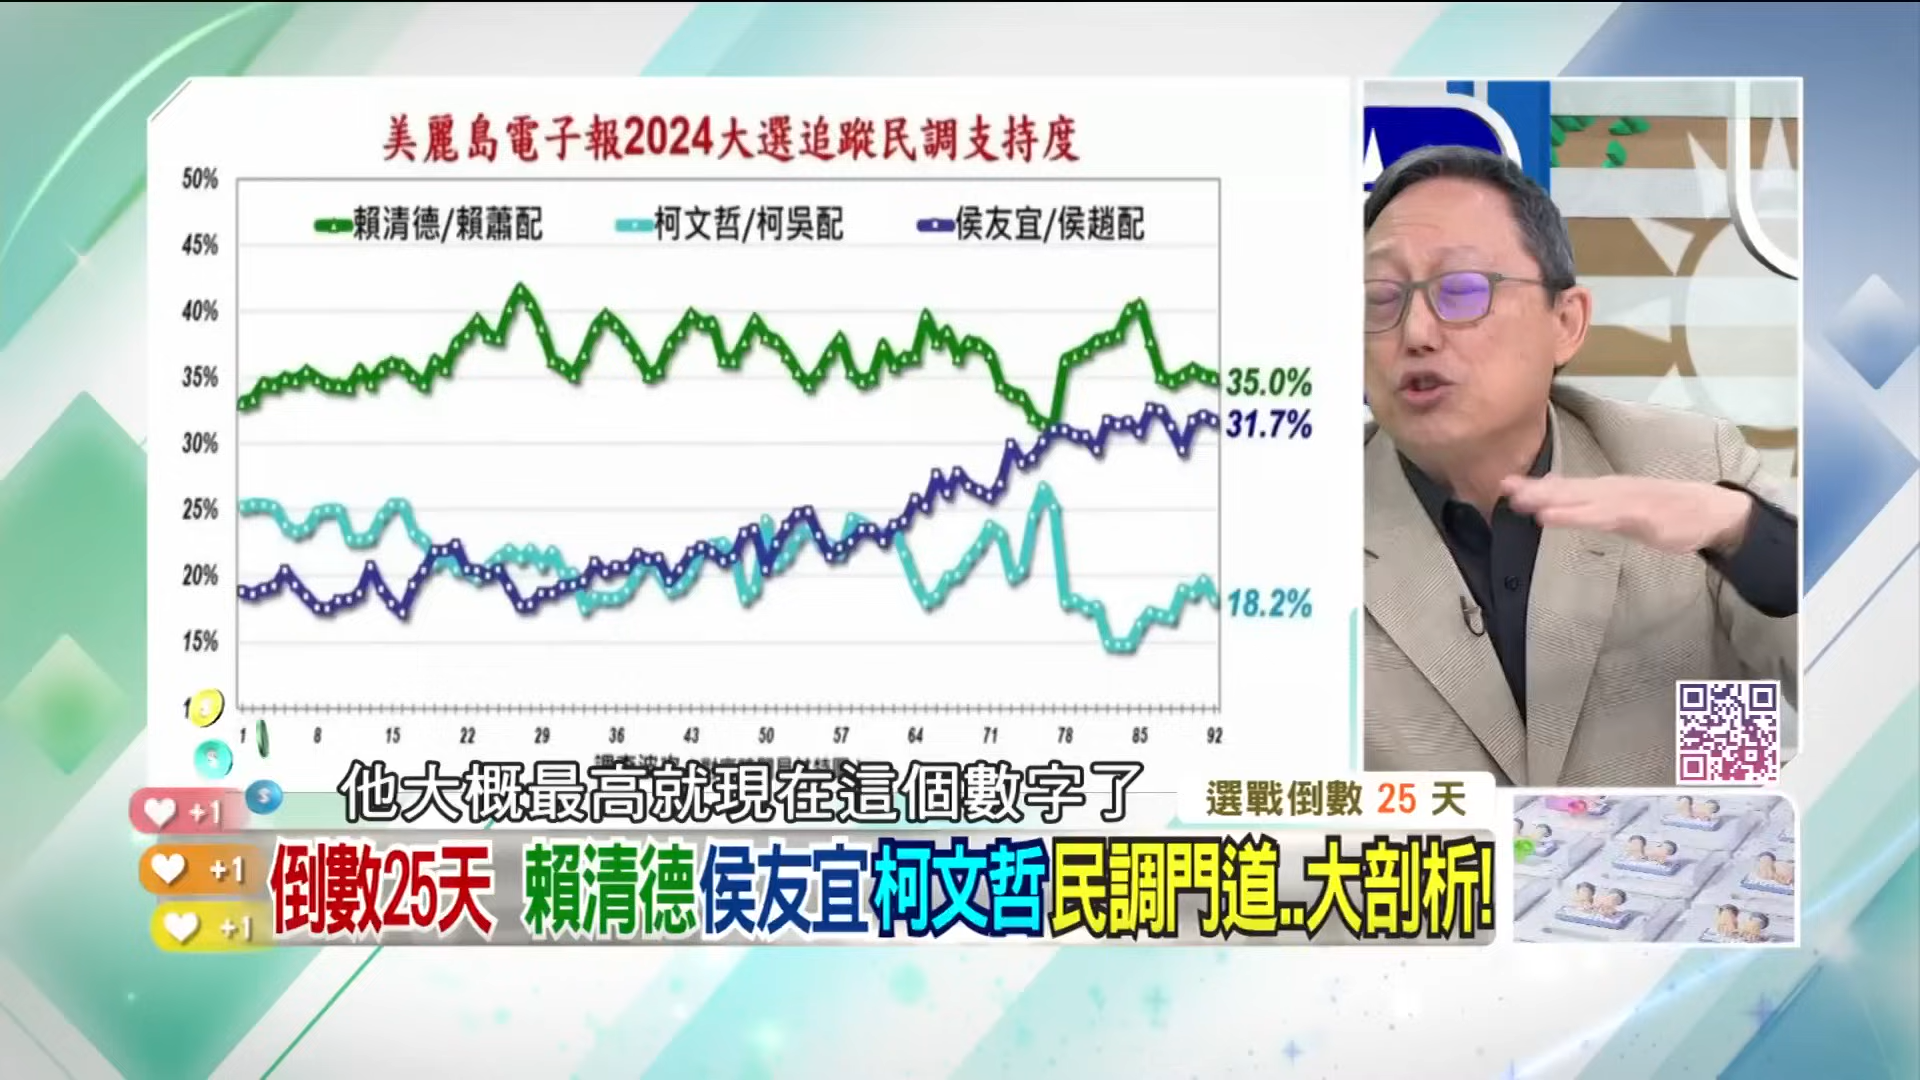 美麗島電子報2024大選追蹤民調支持度
50%
賴清德/賴蕭配 柯文哲/柯吳配 侯友宜/侯趙配
45%
40%
35%
35.0%
31.7%
30%
25%
20%
18.2%
15%
1 8 15 22 29 36 43 50 57 64 71 78 85 92
他大概最高就現在這個數字了
選戰倒數 25 天
+1
+1
+1
倒數25天 賴清德侯友宜柯文哲民調門道..大剖析!